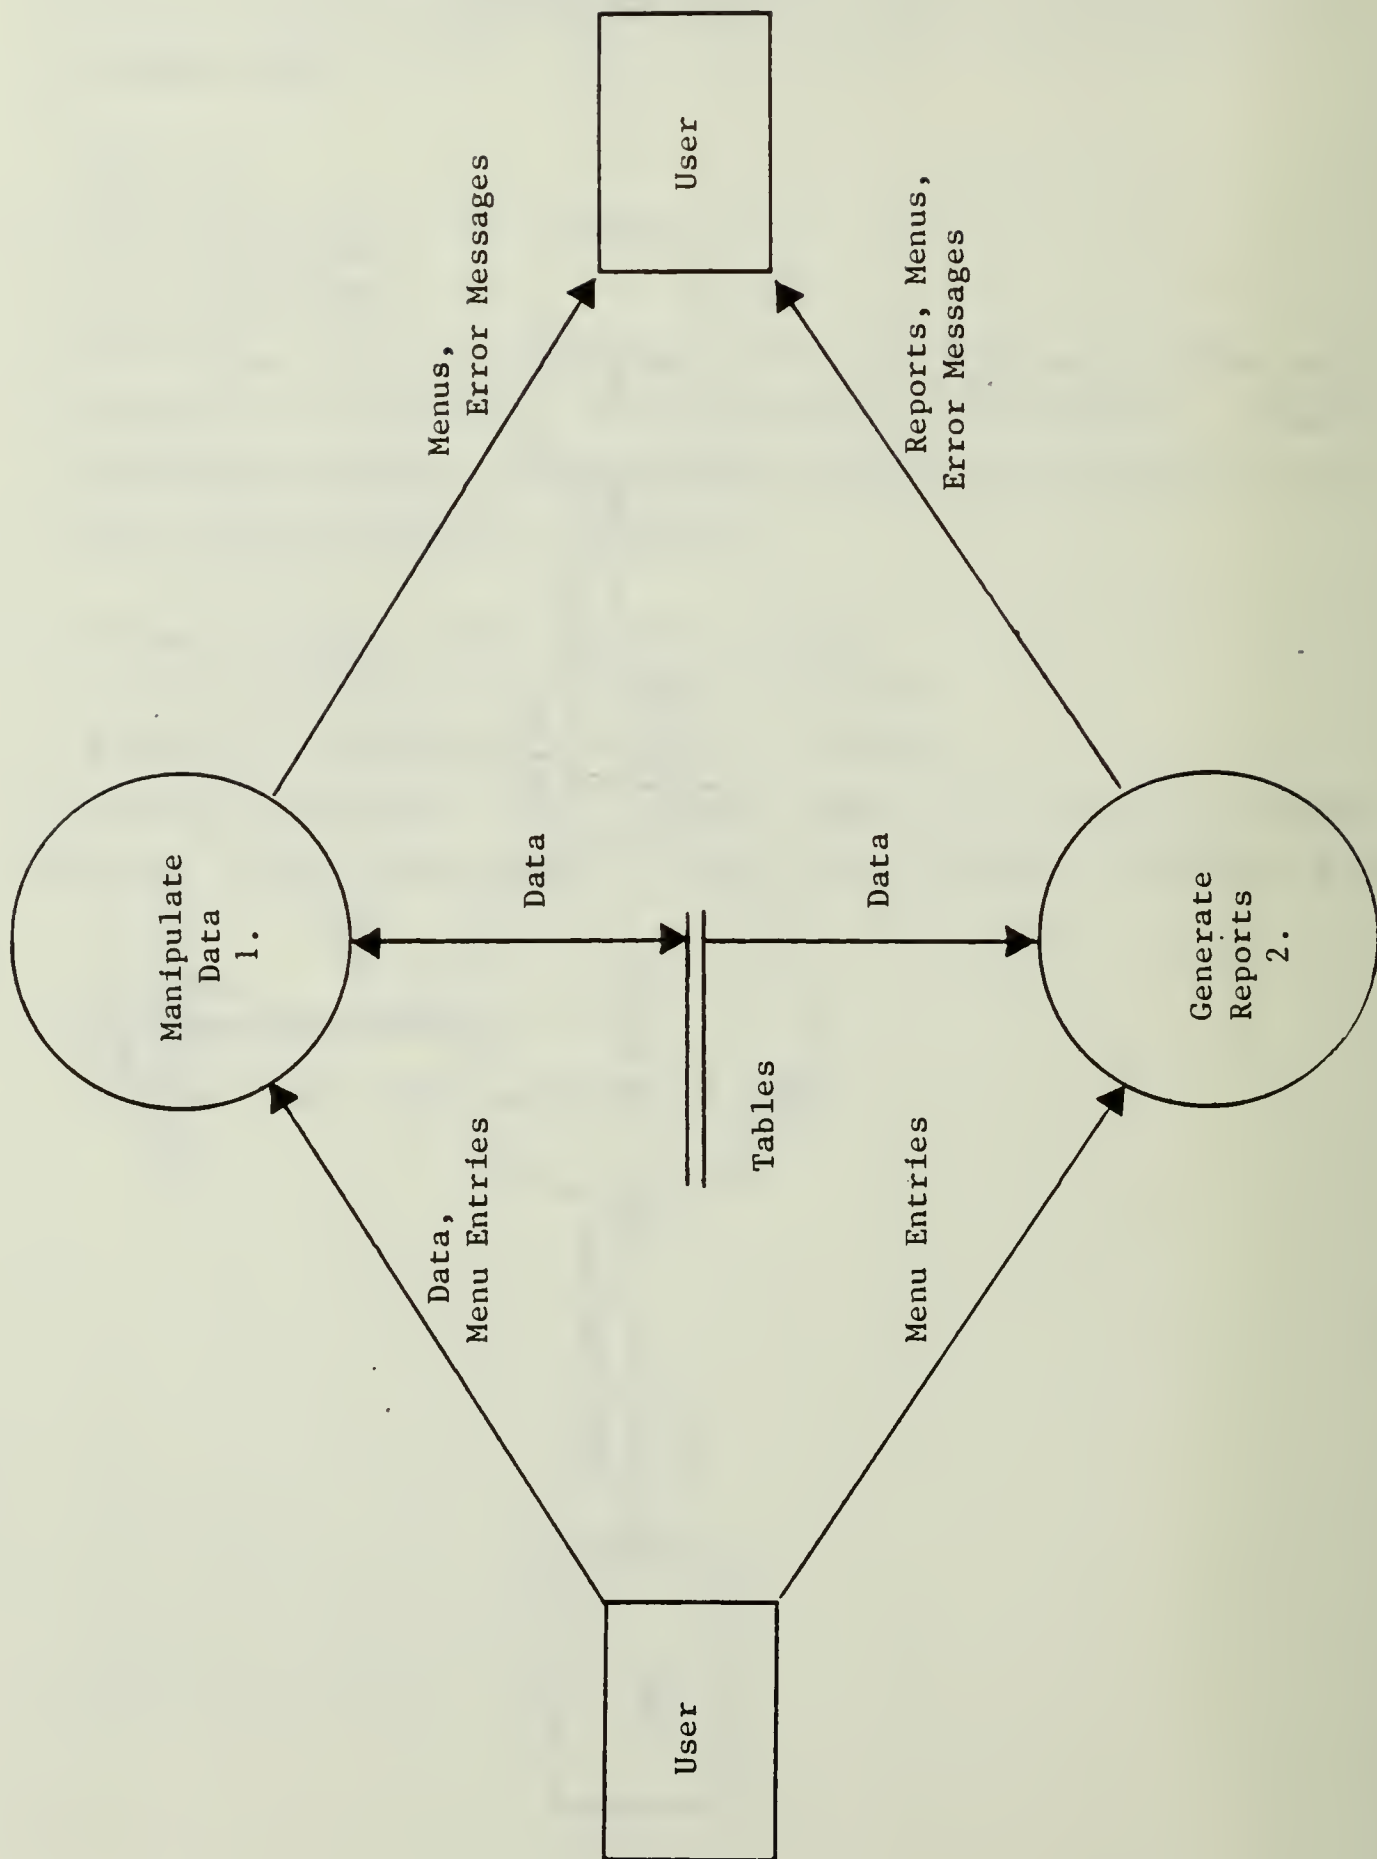 Manipulate
Data
1.
Data,
Menu Entries
Menus,
Error Messages
Data
User
User
Tables
Data
Menu Entries
Reports, Menus,
Error Messages
Generate
Reports
2.